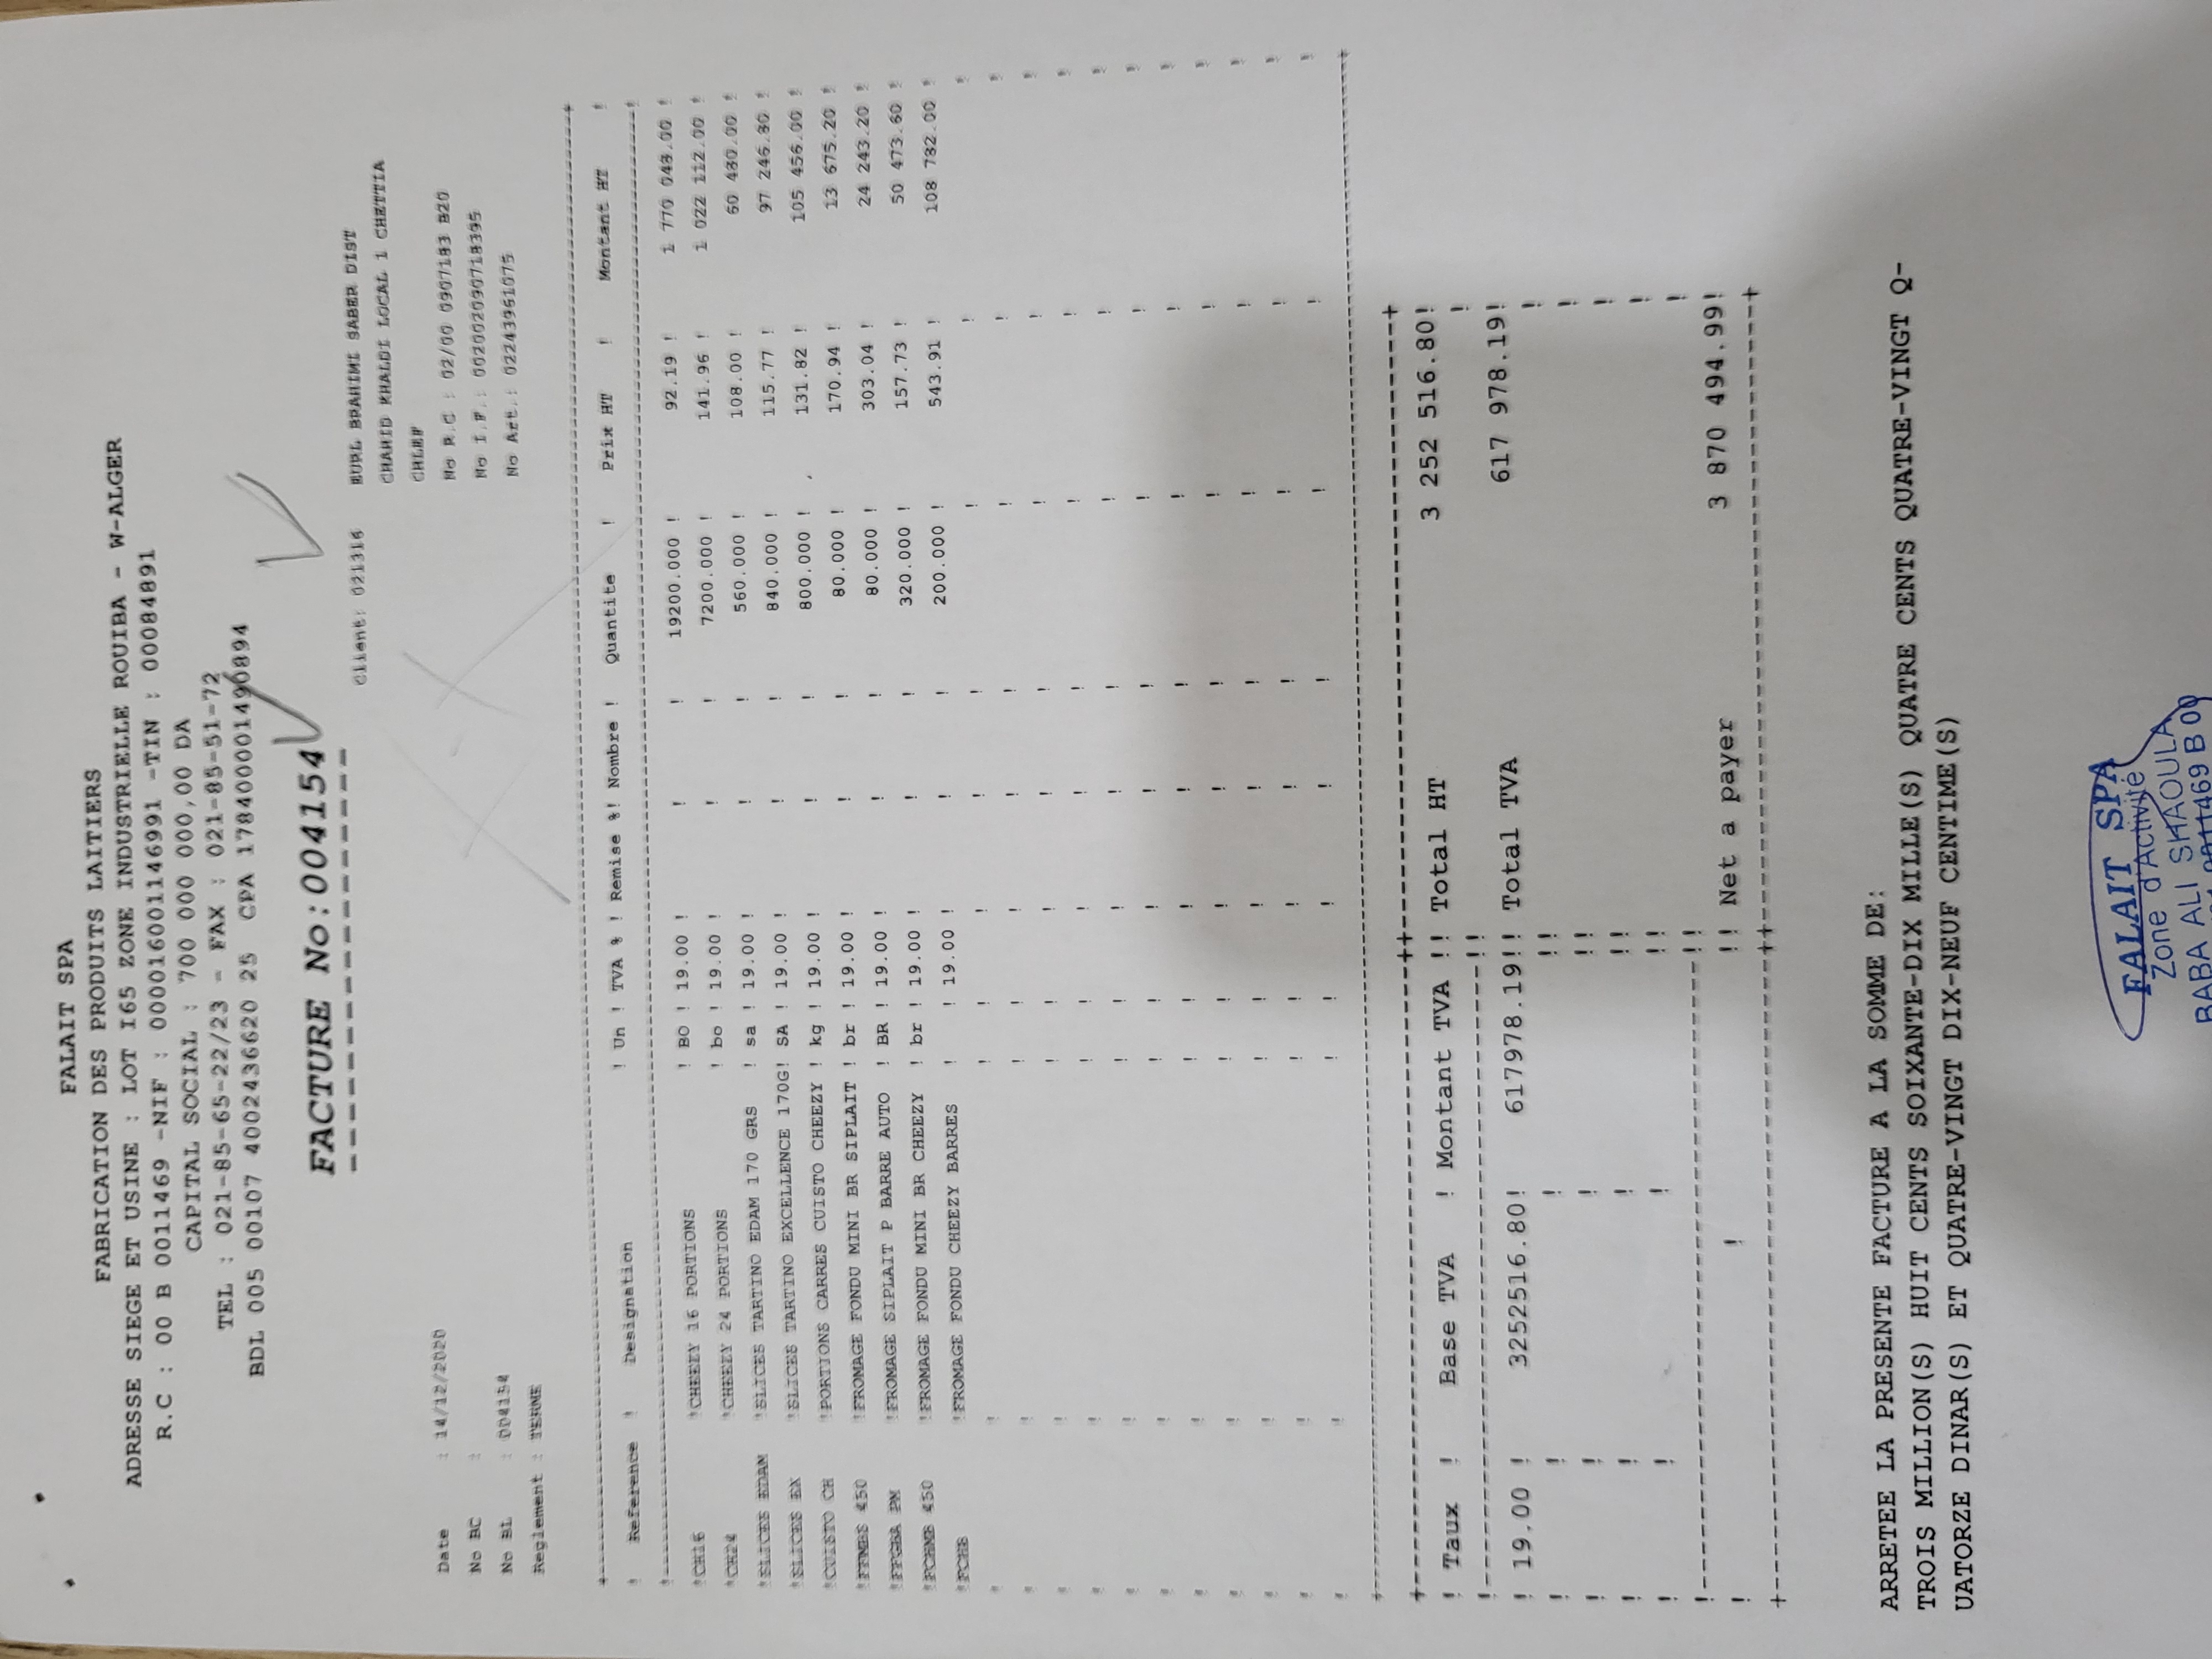 FALAIT SPA
FABRICATION DES PRODUITS LAITIERS
ADRESSE SIEGE ET USINE : LOT I65 ZONE INDUSTRIELLE ROUIBA - W-ALGER
R.C : 00 B 0011469 -NIF : 000016001146991 -TIN : 00084891
CAPITAL SOCIAL : 700 000 000,00 DA
TEL : 021-85-65-22/23 - FAX : 021-85-51-72
BDL 005 00107 4002436620 25 CPA 178400001490894
FACTURE No:004154
Client: 021316 EURL BRAHIMI SABER DIST
CHAHID KHALDI LOCAL 1 CHETTIA
CHLEF
Date : 14/12/2020
No R.C : 02/00 0907183 B20
No BC :
No I.F.: 002002090718395
No BL : 004154
No Art.: 02243961075
Reglement : TERME
! Reference ! Designation ! Un ! TVA % ! Remise %! Nombre ! Quantite ! Prix HT ! Montant HT !
!CH16 !CHEEZY 16 PORTIONS ! BO ! 19.00 ! ! ! 19200.000 ! 92.19 ! 1 770 048.00 !
!CH24 !CHEEZY 24 PORTIONS ! bo ! 19.00 ! ! ! 7200.000 ! 141.96 ! 1 022 112.00 !
!SLICES EDAM !SLICES TARTINO EDAM 170 GRS ! sa ! 19.00 ! ! ! 560.000 ! 108.00 ! 60 480.00 !
!SLICES EX !SLICES TARTINO EXCELLENCE 170G! SA ! 19.00 ! ! ! 840.000 ! 115.77 ! 97 246.80 !
!CUISTO CH !PORTIONS CARRES CUISTO CHEEZY ! kg ! 19.00 ! ! ! 800.000 ! 131.82 ! 105 456.00 !
!FFMBS 450 !FROMAGE FONDU MINI BR SIPLAIT ! br ! 19.00 ! ! ! 80.000 ! 170.94 ! 13 675.20 !
!FPGBA PM !FROMAGE SIPLAIT P BARRE AUTO ! BR ! 19.00 ! ! ! 80.000 ! 303.04 ! 24 243.20 !
!FCHMB 450 !FROMAGE FONDU MINI BR CHEEZY ! br ! 19.00 ! ! ! 320.000 ! 157.73 ! 50 473.60 !
!FCHB !FROMAGE FONDU CHEEZY BARRES ! ! 19.00 ! ! ! 200.000 ! 543.91 ! 108 782.00 !
! Taux ! Base TVA ! Montant TVA !! Total HT 3 252 516.80!
! 19.00 ! 3252516.80! 617978.19!! Total TVA 617 978.19!
! ! !! Net a payer 3 870 494.99!
ARRETEE LA PRESENTE FACTURE A LA SOMME DE:
TROIS MILLION(S) HUIT CENTS SOIXANTE-DIX MILLE(S) QUATRE CENTS QUATRE-VINGT Q-
UATORZE DINAR(S) ET QUATRE-VINGT DIX-NEUF CENTIME(S)
FALAIT SPA
Zone d'Activité
BABA ALI SHAOULA
0011469 B 00